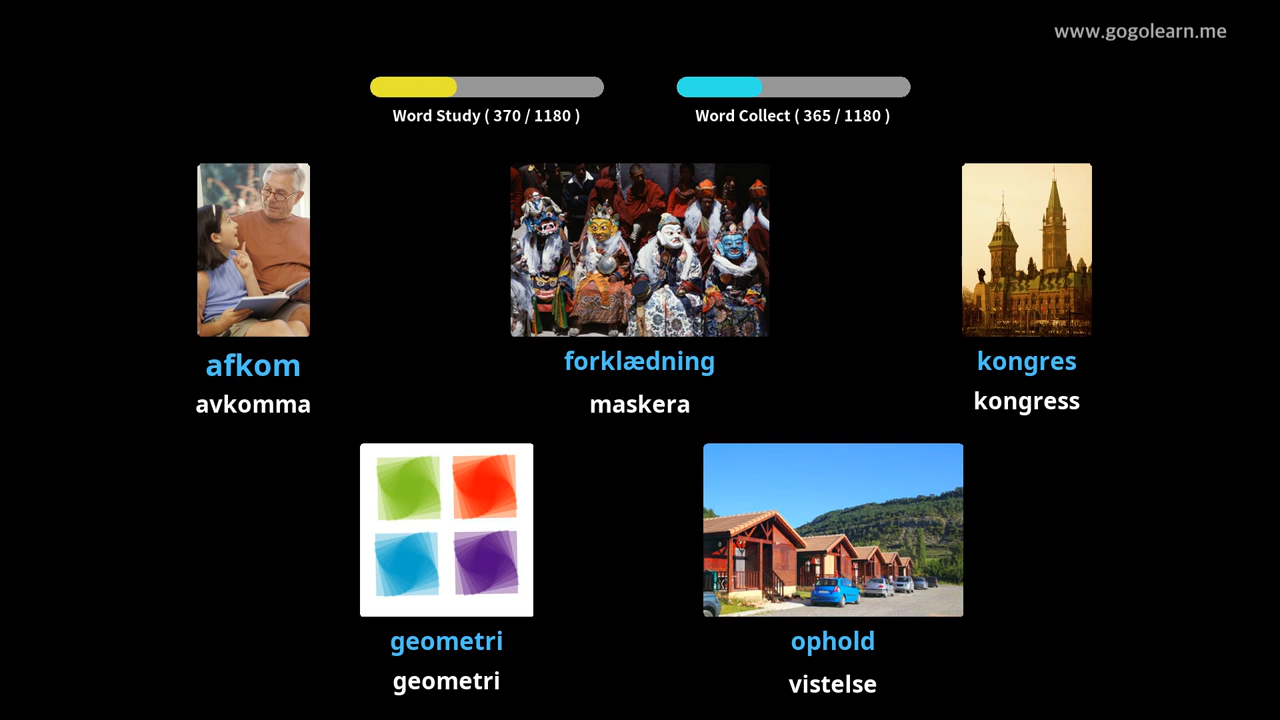 www.gogolearn.me
Word Study ( 370 / 1180 )
Word Collect ( 365 / 1180 )
afkom
avkomma
forklædning
maskera
kongres
kongress
geometri
geometri
ophold
vistelse